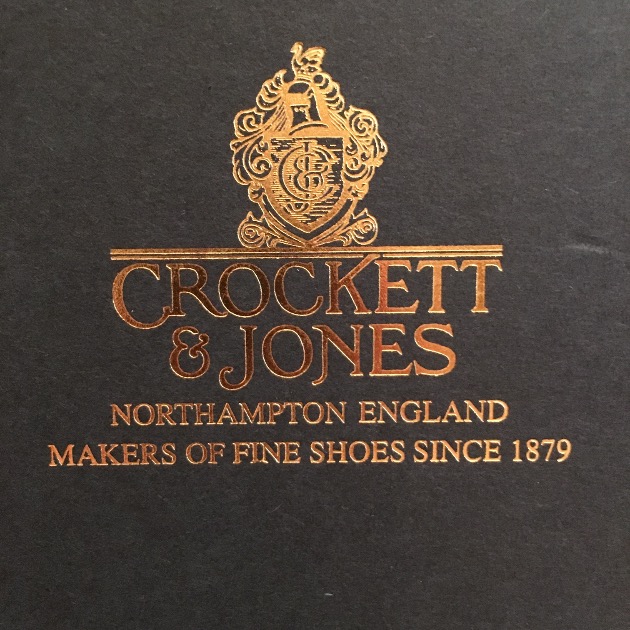 CROCKETT
& JONES
NORTHAMPTON ENGLAND
MAKERS OF FINE SHOES SINCE 1879